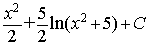 x²/2 + 5/2 ln(x² + 5) + C